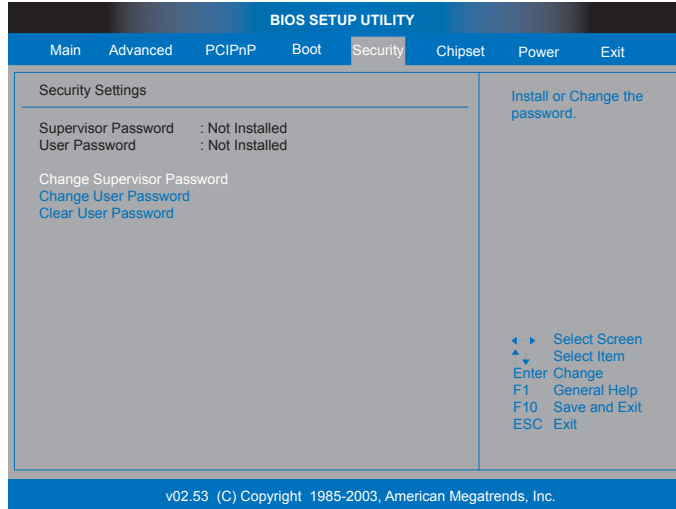 BIOS SETUP UTILITY
Main Advanced PCIPnP Boot Security Chipset Power Exit
Security Settings
Supervisor Password : Not Installed
User Password : Not Installed
Change Supervisor Password
Change User Password
Clear User Password
Install or Change the
password.
Select Screen
Select Item
Enter Change
F1 General Help
F10 Save and Exit
ESC Exit
v02.53 (C) Copyright 1985-2003, American Megatrends, Inc.